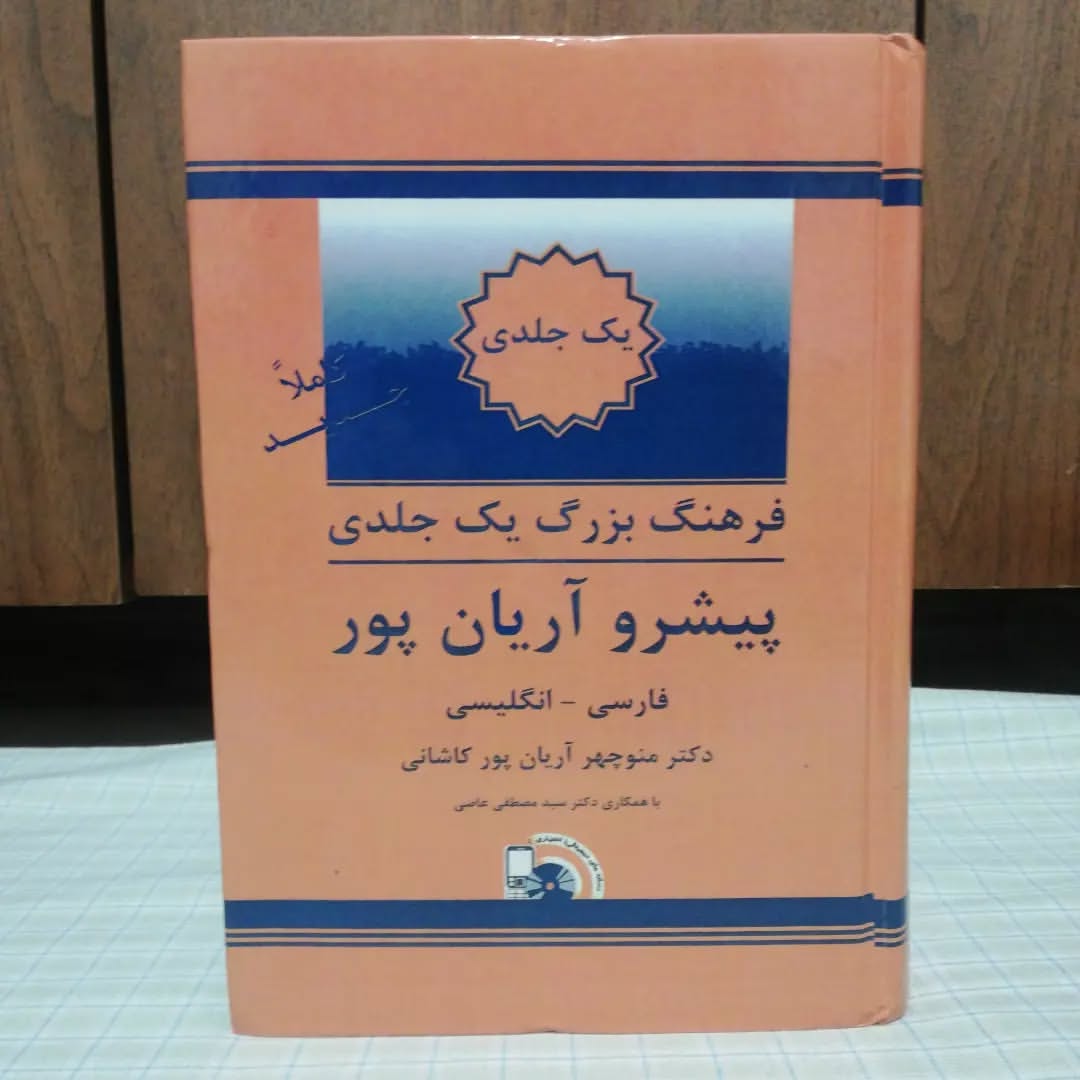 یک جلدی
کاملاً
جدید
فرهنگ بزرگ یک جلدی
پیشرو آریان پور
فارسی - انگلیسی
دکتر منوچهر آریان پور کاشانی
با همکاری دکتر سید مصطفی عاصی